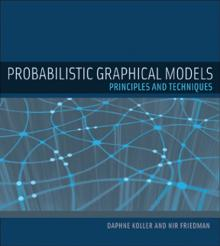 PROBABILISTIC GRAPHICAL MODELS
PRINCIPLES AND TECHNIQUES
DAPHNE KOLLER AND NIR FRIEDMAN